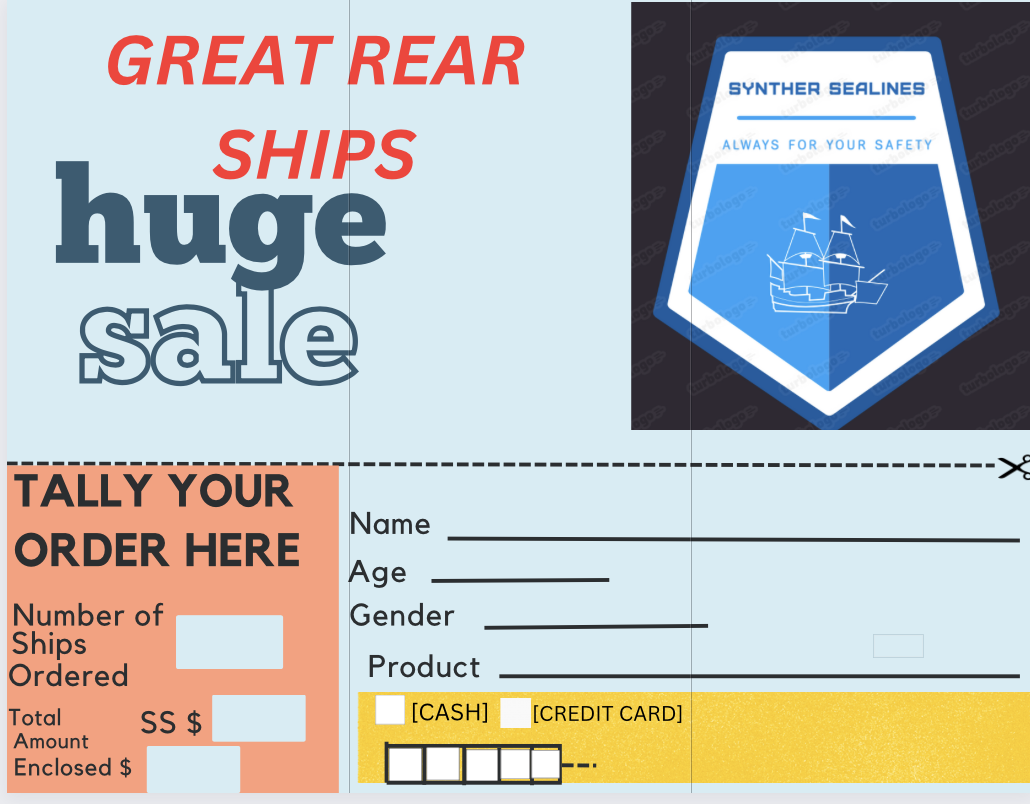 GREAT REAR
SHIPS
huge
sale
SYNTHER SEALINES
ALWAYS FOR YOUR SAFETY
TALLY YOUR
ORDER HERE
Number of
Ships
Ordered
Total
Amount
Enclosed $
SS $
Name
Age
Gender
Product
[CASH] [CREDIT CARD]
turbologo